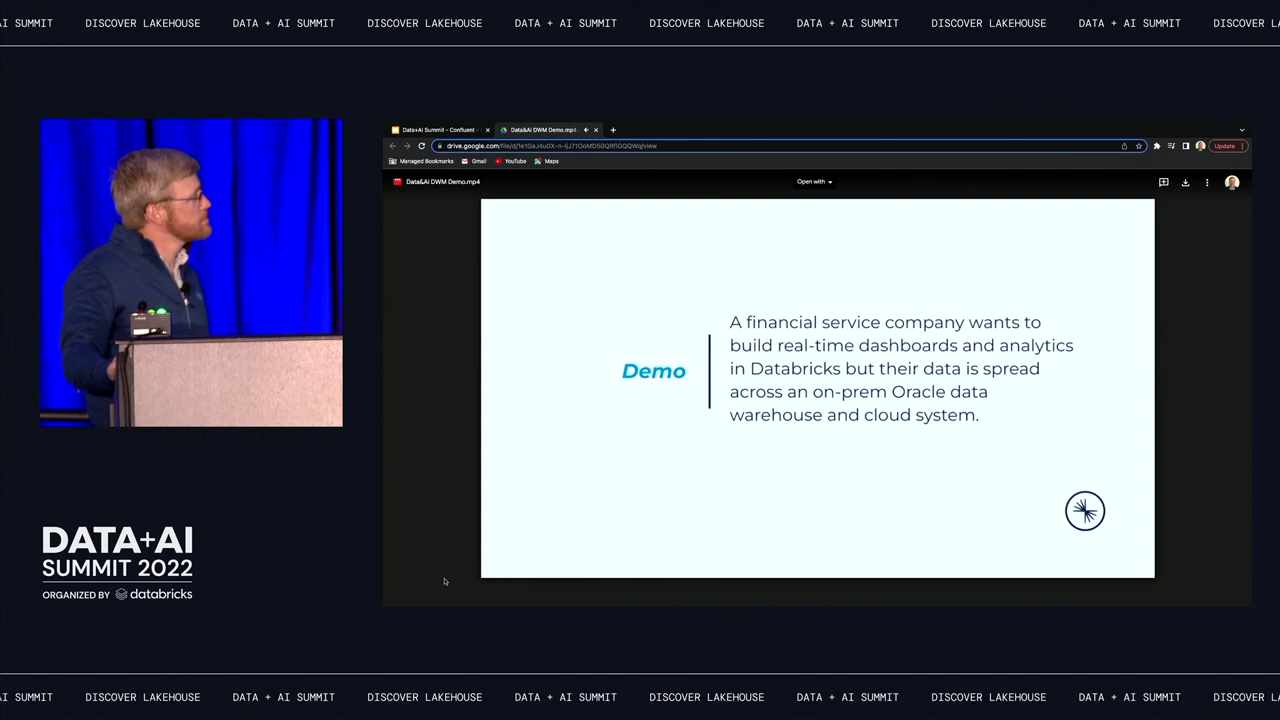 AI SUMMIT DISCOVER LAKEHOUSE DATA + AI SUMMIT DISCOVER LAKEHOUSE DATA + AI SUMMIT DISCOVER LAKEHOUSE DATA + AI SUMMIT DISCOVER LAKEHOUSE DATA + AI SUMMIT DISCOVER LA
Data+AI Summit - Confluent - Data&Ai DWM Demo.mp4
Update
Managed Bookmarks Gmail YouTube Maps
Data&Ai DWM Demo.mp4 Open with
Demo
A financial service company wants to
build real-time dashboards and analytics
in Databricks but their data is spread
across an on-prem Oracle data
warehouse and cloud system.
DATA+AI
SUMMIT 2022
ORGANIZED BY databricks
AI SUMMIT DISCOVER LAKEHOUSE DATA + AI SUMMIT DISCOVER LAKEHOUSE DATA + AI SUMMIT DISCOVER LAKEHOUSE DATA + AI SUMMIT DISCOVER LAKEHOUSE DATA + AI SUMMIT DISCOVER LA